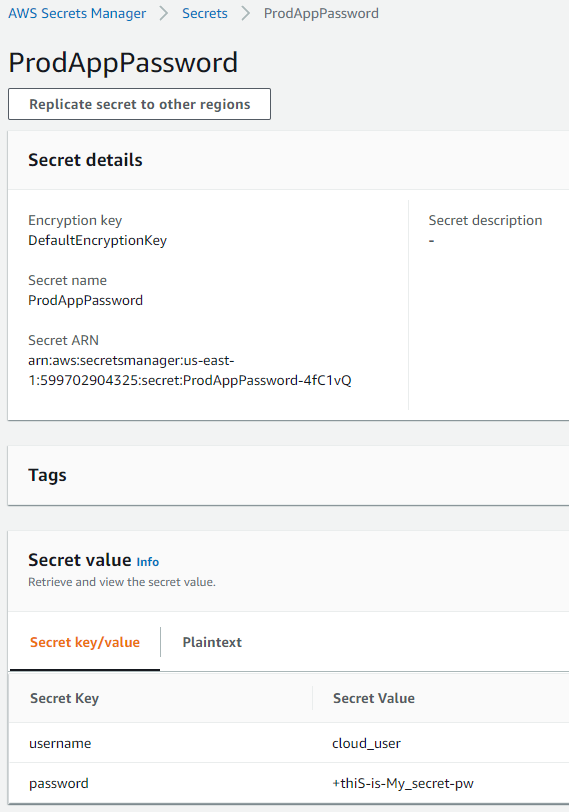 AWS Secrets Manager > Secrets > ProdAppPassword
ProdAppPassword
Replicate secret to other regions
Secret details
Encryption key
DefaultEncryptionKey
Secret name
ProdAppPassword
Secret ARN
arn:aws:secretsmanager:us-east-
1:599702904325:secret:ProdAppPassword-4fC1vQ
Secret description
-
Tags
Secret value Info
Retrieve and view the secret value.
Secret key/value Plaintext
Secret Key Secret Value
username cloud_user
password +thiS-is-My_secret-pw